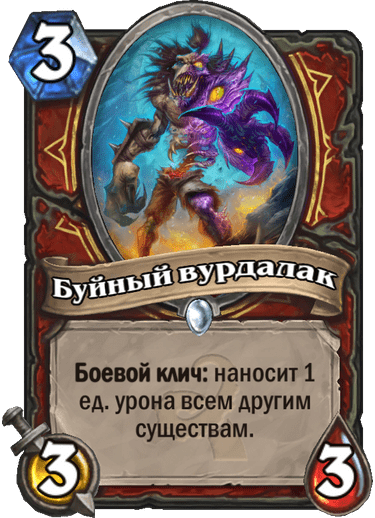 3
Буйный вурдалак
Боевой клич: наносит 1
ед. урона всем другим
существам.
3
3